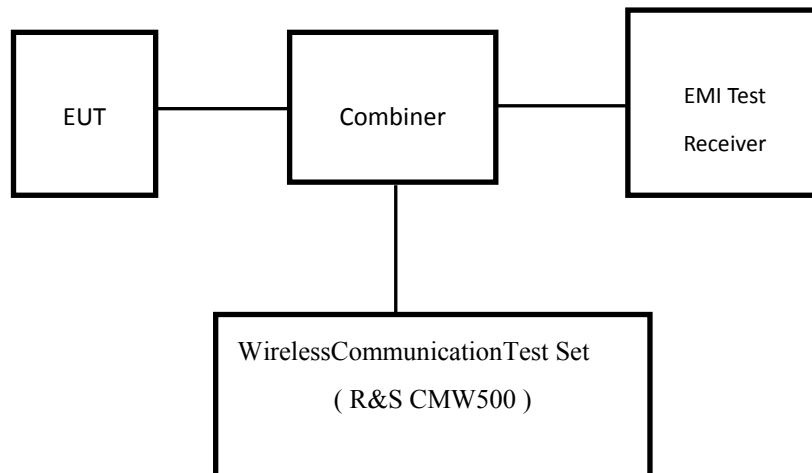 EUT
Combiner
EMI Test
Receiver
WirelessCommunicationTest Set
( R&S CMW500 )